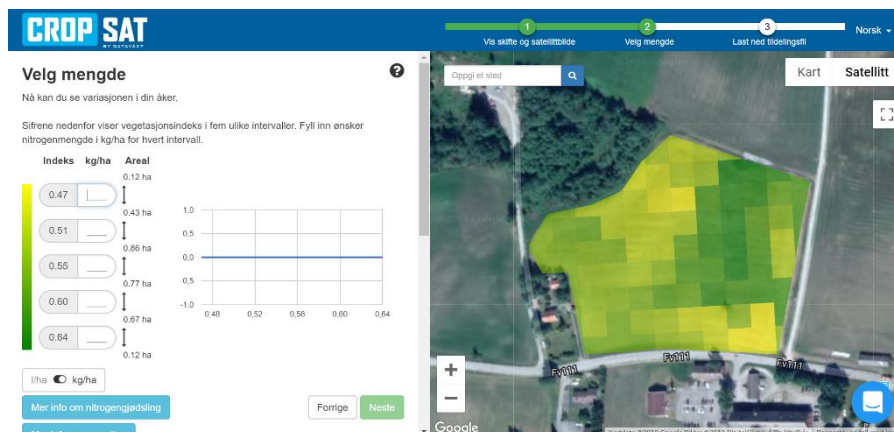 CROP SAT
BY DATAVÄXT
1
2
3
Vis skifte og satellittbilde
Velg mengde
Last ned tildelingsfil
Norsk
Velg mengde
?
Nå kan du se variasjonen i din åker.
Sifrene nedenfor viser vegetasjonsindeks i fem ulike intervaller. Fyll inn ønsker
nitrogenmengde i kg/ha for hvert intervall.
Indeks kg/ha Areal
0.12 ha
0.47
0.43 ha
0.51
0.86 ha
0.55
0.77 ha
0.60
0.67 ha
0.64
0.12 ha
1,0
0,5
0,0
-0,5
-1,0
0,48 0,52 0,56 0,60 0,64
l/ha kg/ha
Mer info om nitrogengjødsling
Forrige
Neste
Oppgi et sted
Kart
Satellitt
Fv111
Fv111
Fv111
+
−
Google